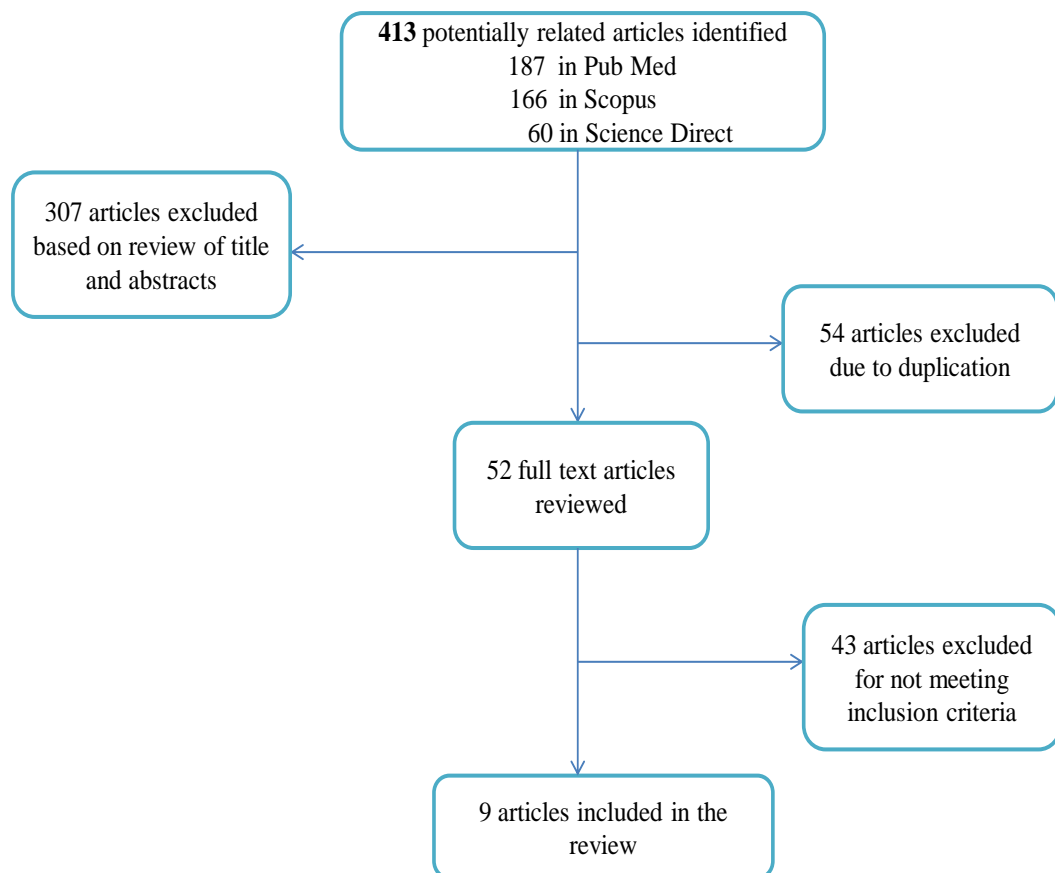 413 potentially related articles identified
187 in Pub Med
166 in Scopus
60 in Science Direct
307 articles excluded
based on review of title
and abstracts
54 articles excluded
due to duplication
52 full text articles
reviewed
43 articles excluded
for not meeting
inclusion criteria
9 articles included in the
review